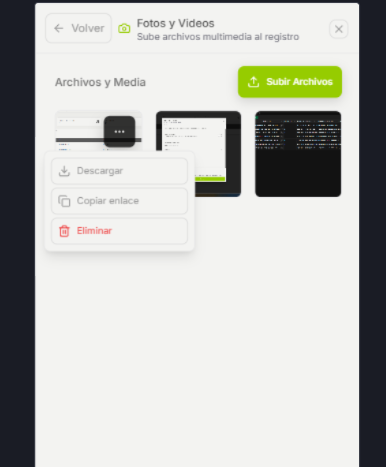 Volver
Fotos y Videos
Sube archivos multimedia al registro
Archivos y Media
Subir Archivos
Descargar
Copiar enlace
Eliminar